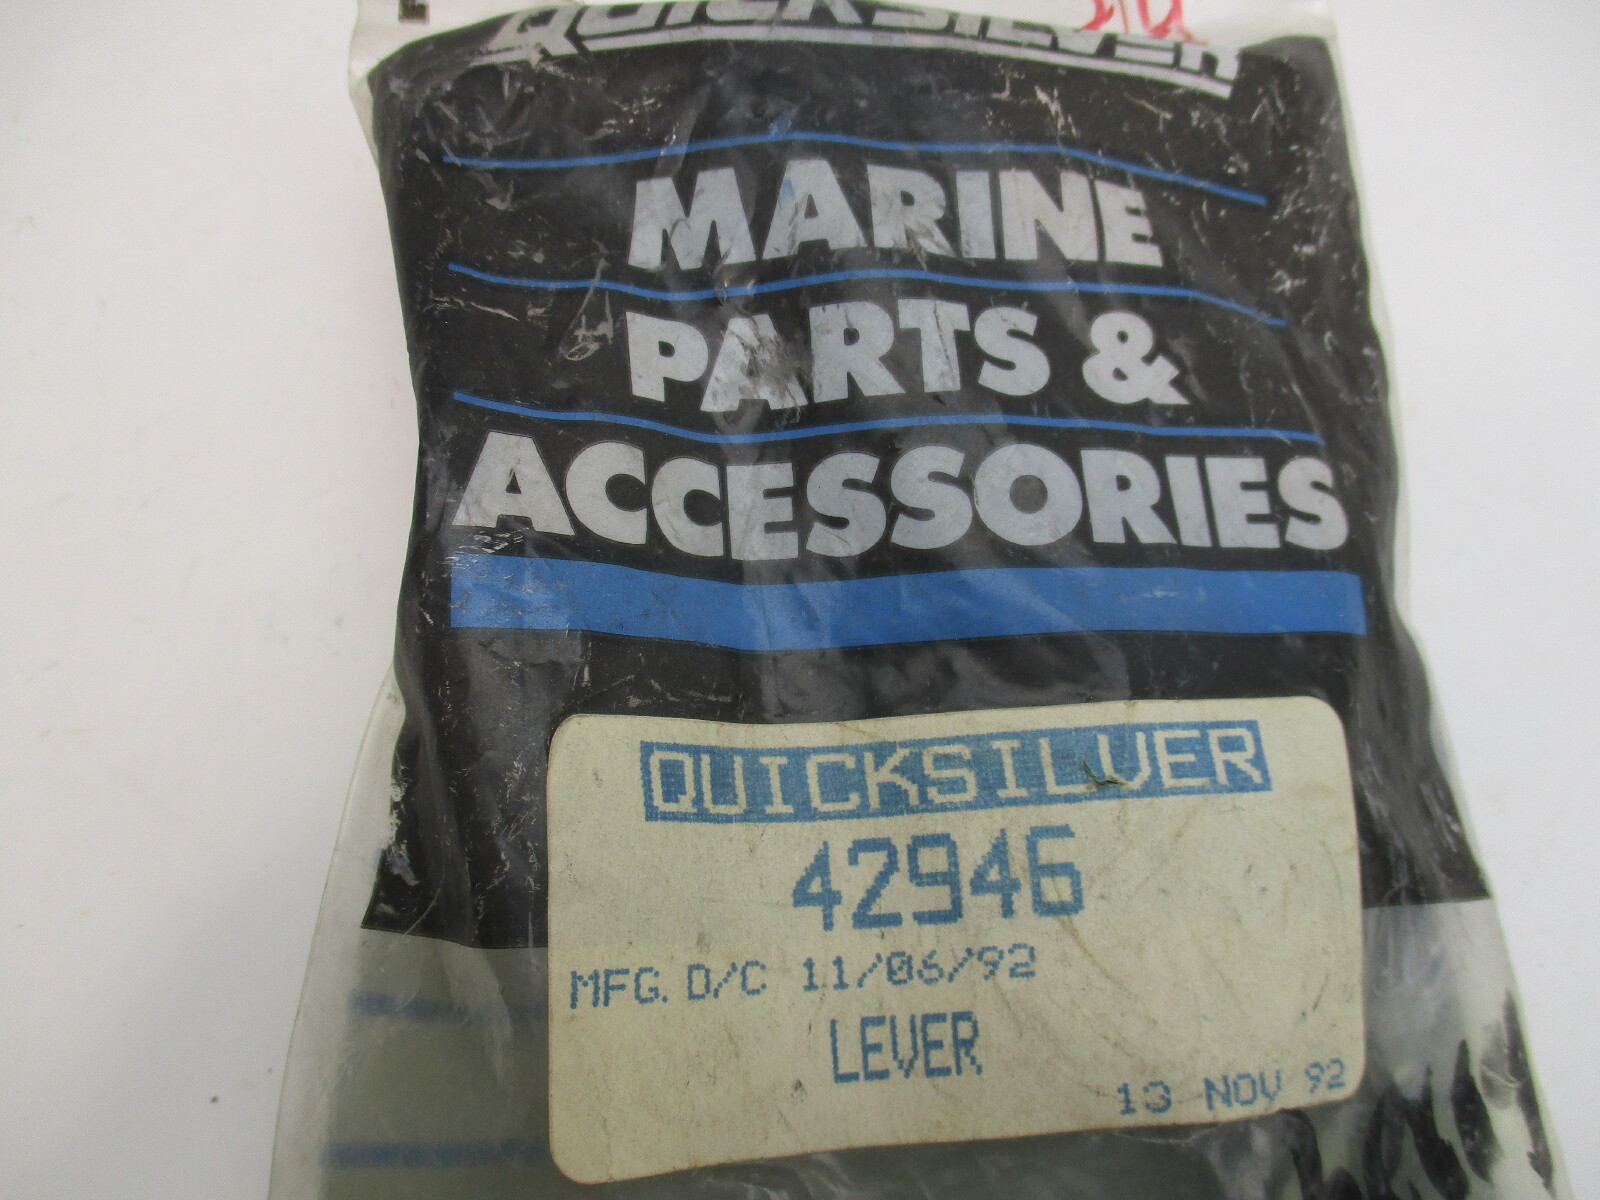 QUICKSILVER
MARINE
PARTS &
ACCESSORIES
QUICKSILVER
42946
MFG. D/C 11/06/92
LEVER
13 NOV 92